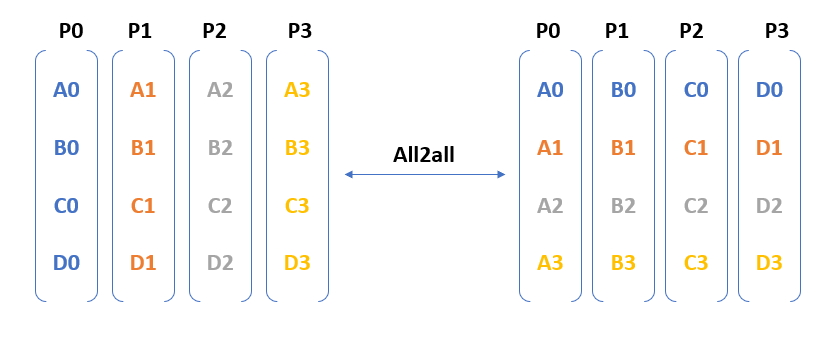 P0 P1 P2 P3 P0 P1 P2 P3
A0 A1 A2 A3 A0 B0 C0 D0
B0 B1 B2 B3 A1 B1 C1 D1
All2all
C0 C1 C2 C3 A2 B2 C2 D2
D0 D1 D2 D3 A3 B3 C3 D3